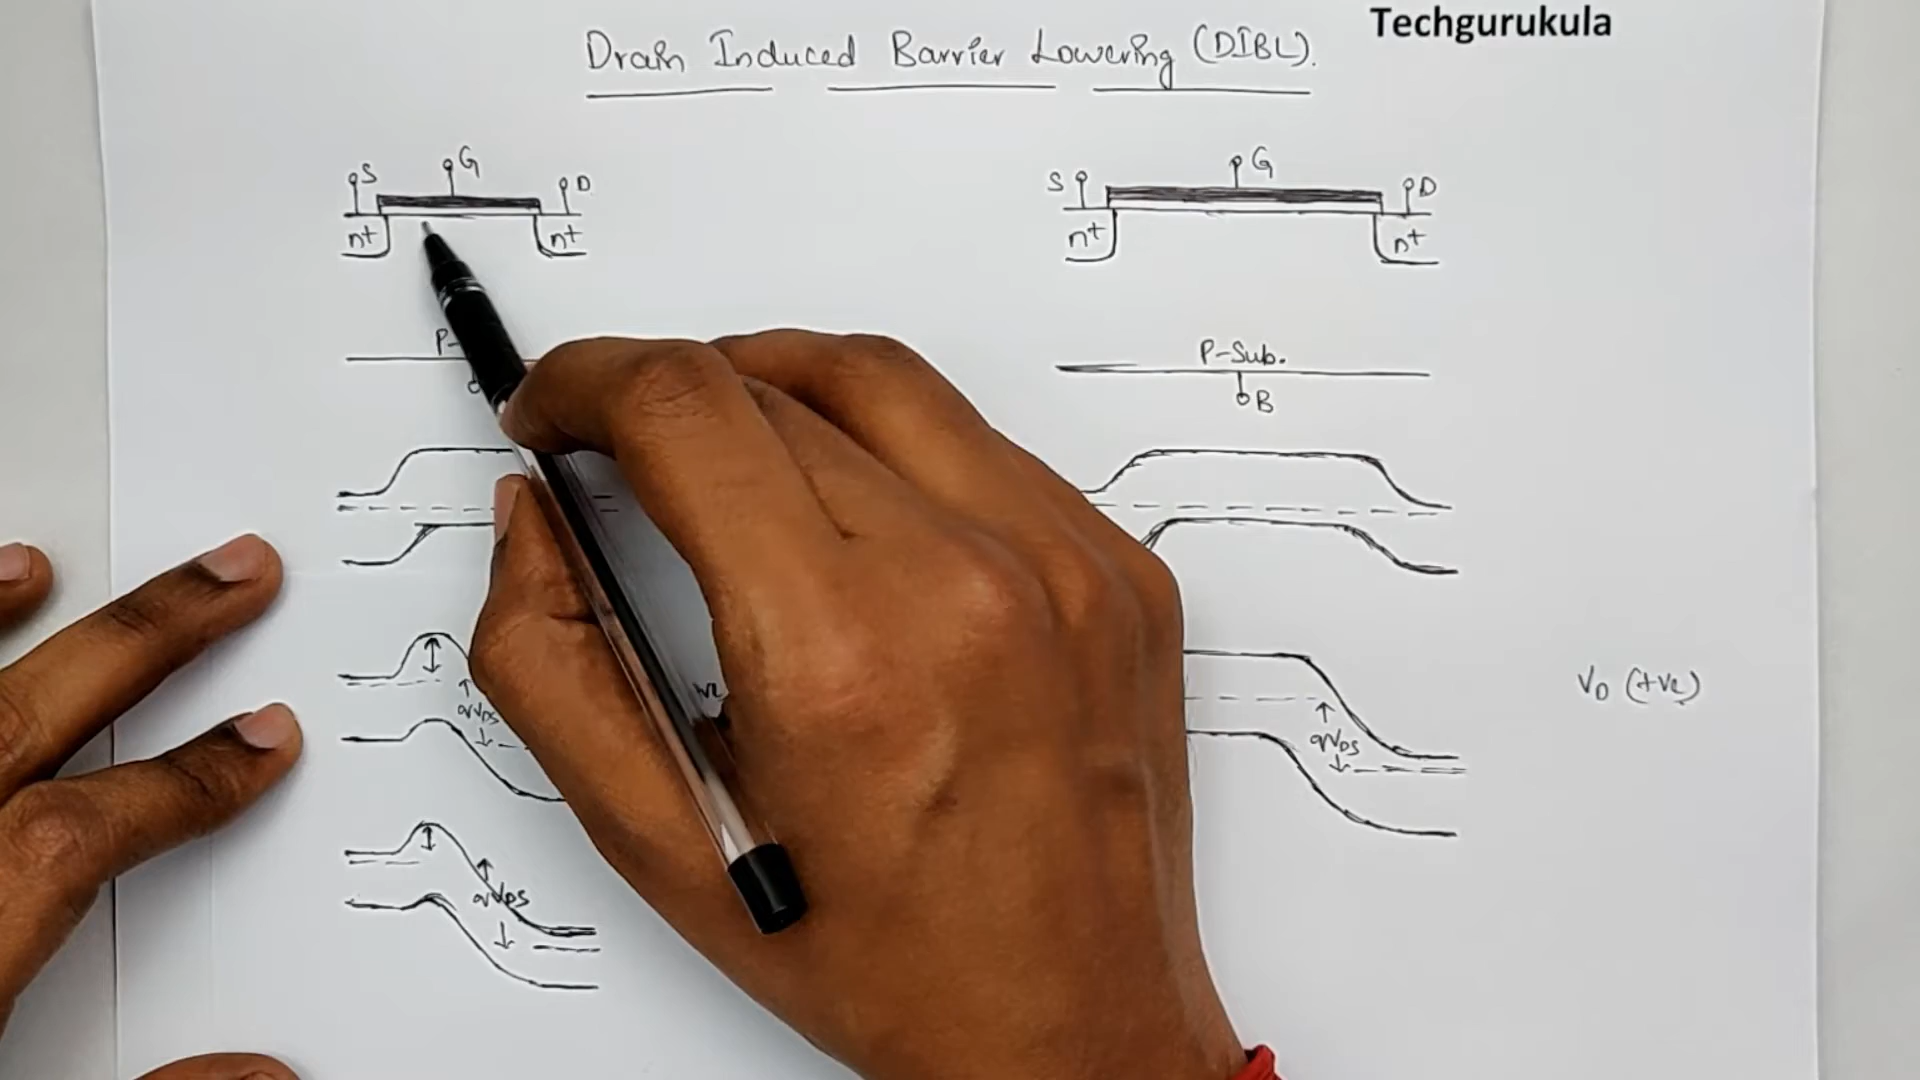 Techgurukula
Drain Induced Barrier Lowering (DIBL).
S G D
n+ n+
P-
S G D
n+ n+
P-Sub.
B
qVDS
qVDS
qVDS
VD (+ve)